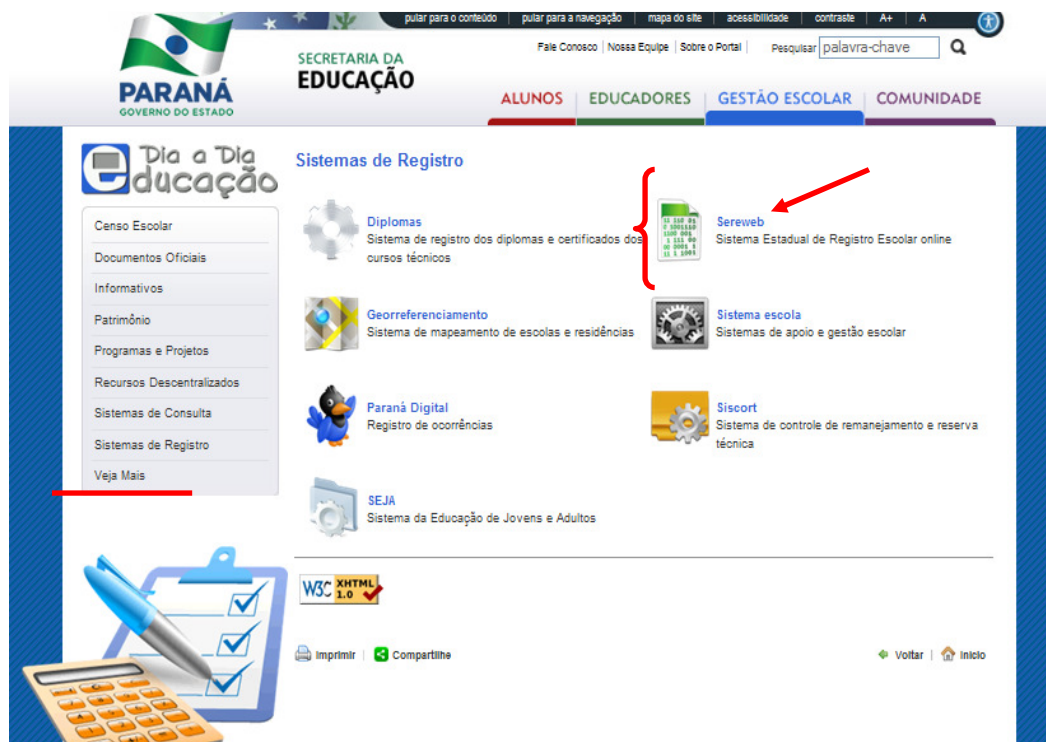 pular para o conteúdo | pular para a navegação | mapa do site | acessibilidade | contraste | A+ | A
Fale Conosco | Nossa Equipe | Sobre o Portal | Pesquisar palavra-chave
PARANÁ
GOVERNO DO ESTADO
SECRETARIA DA
EDUCAÇÃO
ALUNOS | EDUCADORES | GESTÃO ESCOLAR | COMUNIDADE
Dia a Dia
educação
Censo Escolar
Documentos Oficiais
Informativos
Patrimônio
Programas e Projetos
Recursos Descentralizados
Sistemas de Consulta
Sistemas de Registro
Veja Mais
Sistemas de Registro
Diplomas
Sistema de registro dos diplomas e certificados dos
cursos técnicos
Sereweb
Sistema Estadual de Registro Escolar online
Georreferenciamento
Sistema de mapeamento de escolas e residências
Sistema escola
Sistemas de apoio e gestão escolar
Paraná Digital
Registro de ocorrências
Siscort
Sistema de controle de remanejamento e reserva
técnica
SEJA
Sistema da Educação de Jovens e Adultos
W3C XHTML
1.0
Imprimir | Compartilhe
Voltar | Início